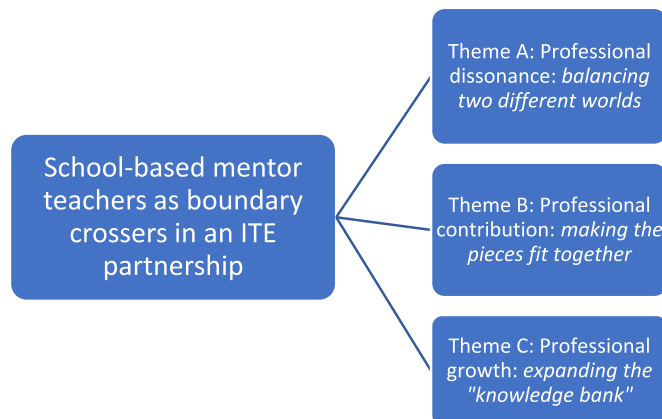 School-based mentor
teachers as boundary
crossers in an ITE
partnership
Theme A: Professional
dissonance: balancing
two different worlds
Theme B: Professional
contribution: making the
pieces fit together
Theme C: Professional
growth: expanding the
"knowledge bank"